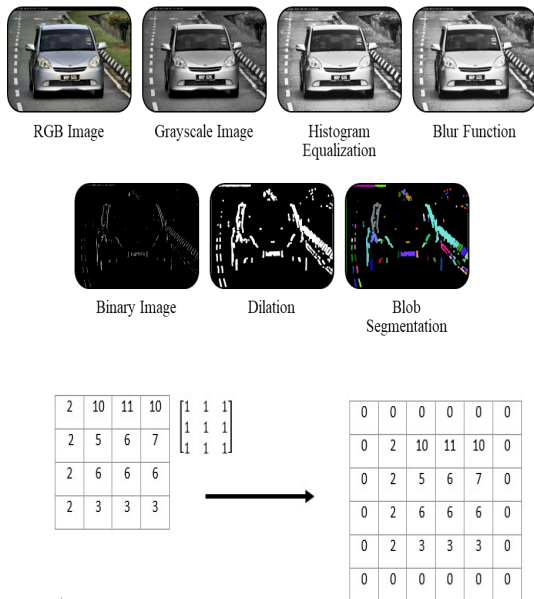 RGB Image
Grayscale Image
Histogram
Equalization
Blur Function
Binary Image
Dilation
Blob
Segmentation
2 10 11 10
2 5 6 7
2 6 6 6
2 3 3 3
1 1 1
1 1 1
1 1 1
0 0 0 0 0 0
0 2 10 11 10 0
0 2 5 6 7 0
0 2 6 6 6 0
0 2 3 3 3 0
0 0 0 0 0 0